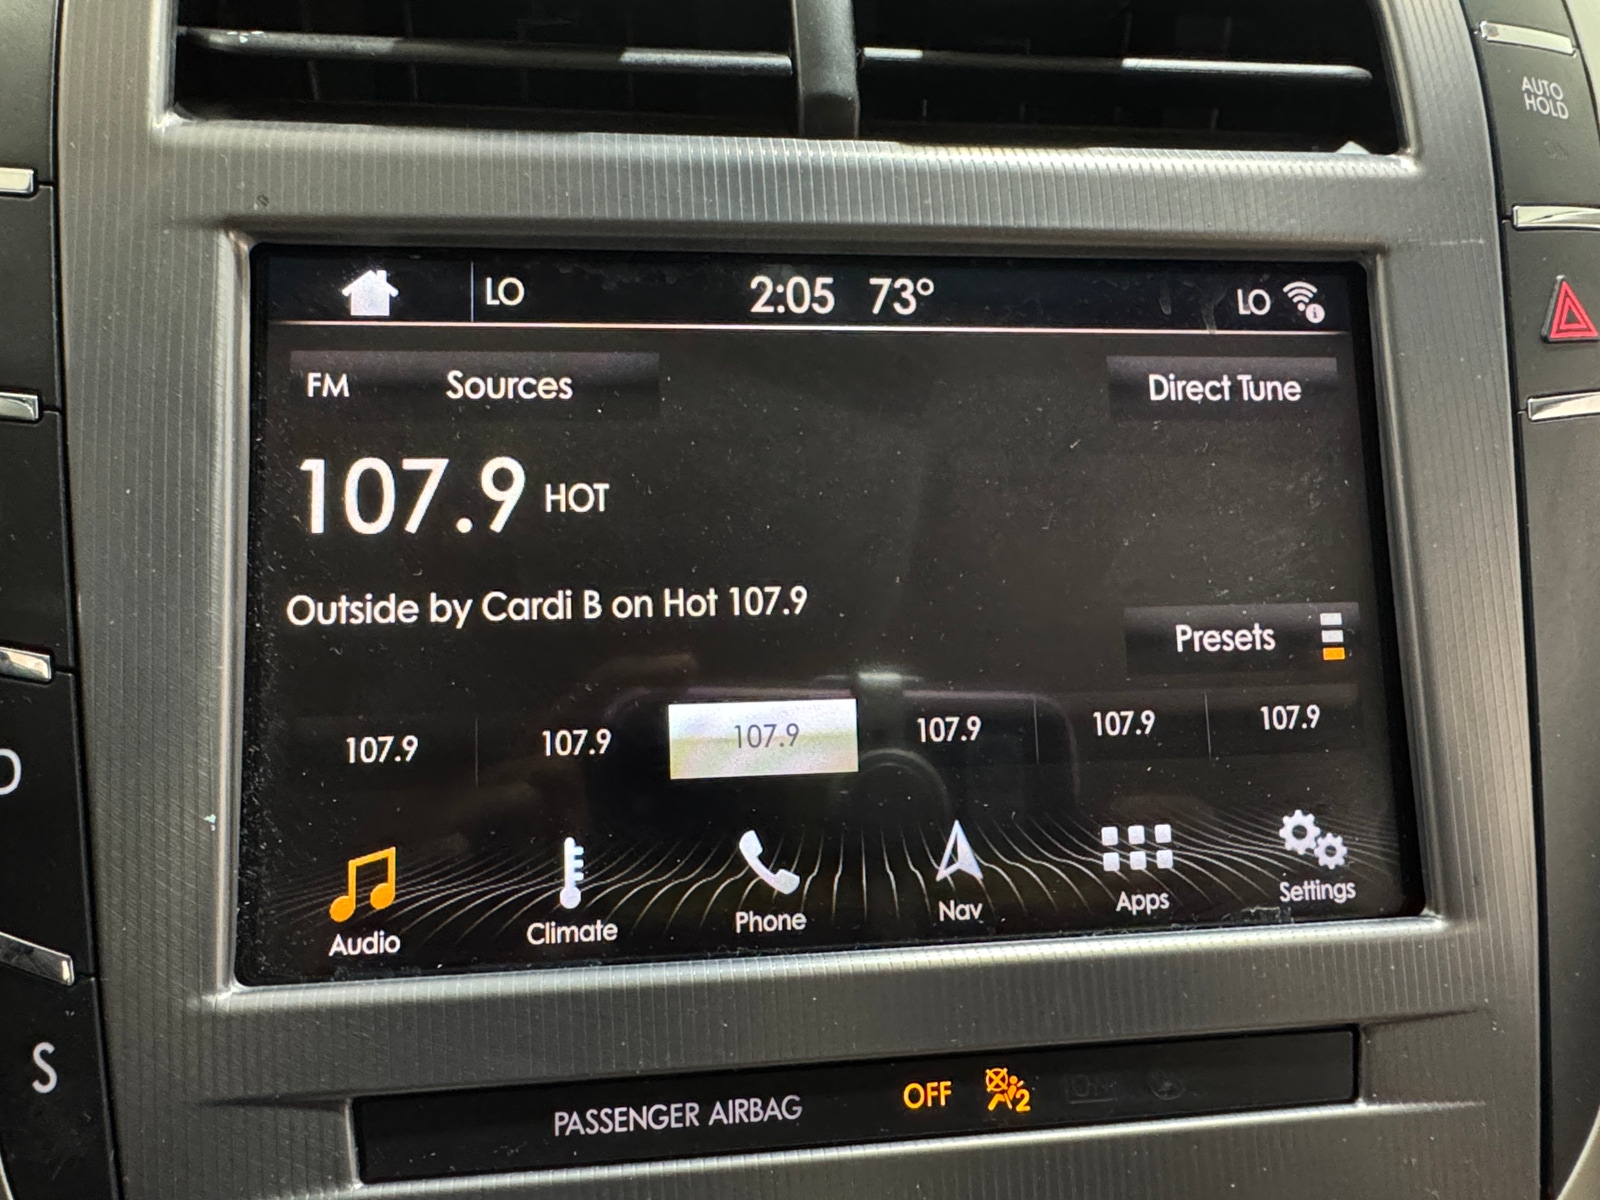 AUTO
HOLD
LO 2:05 73° LO
FM Sources Direct Tune
107.9 HOT
Outside by Cardi B on Hot 107.9
Presets
107.9 107.9 107.9 107.9 107.9 107.9
Audio Climate Phone Nav Apps Settings
D
S
PASSENGER AIRBAG OFF 2